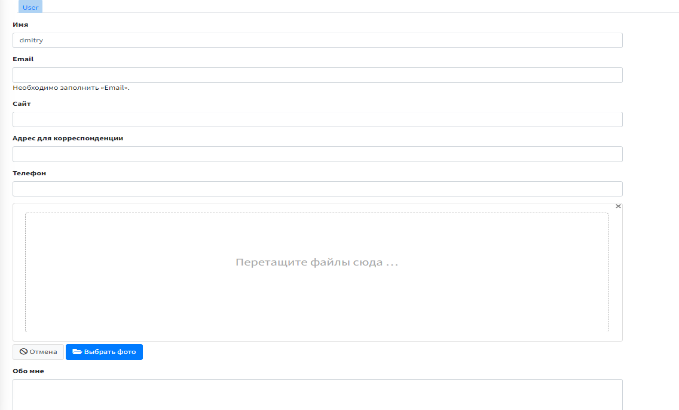 User
Имя
dmitry
Email
Необходимо заполнить «Email».
Сайт
Адрес для корреспонденции
Телефон
×
Перетащите файлы сюда ...
Отмена
Выбрать фото
Обо мне